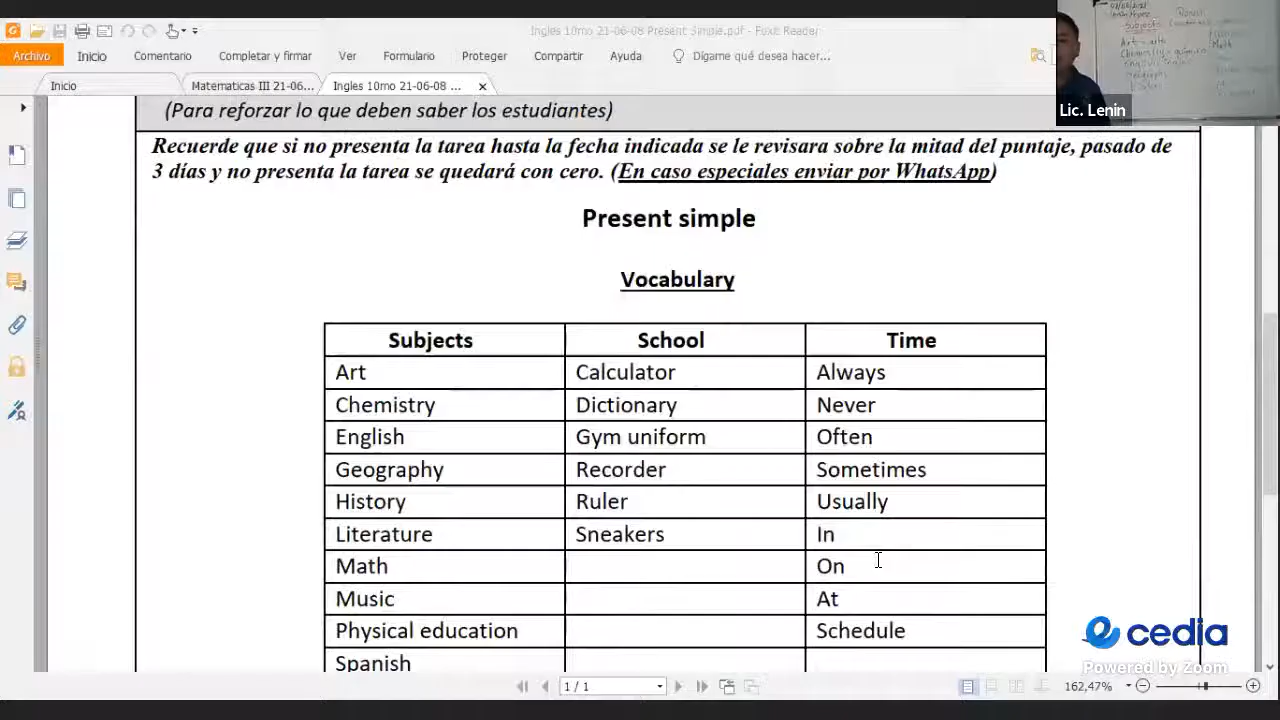 Ingles 10mo 21-06-08 Present Simple.pdf - Foxit Reader
Archivo Inicio Comentario Completar y firmar Ver Formulario Proteger Compartir Ayuda Dígame qué desea hacer...
Inicio Matematicas III 21-06... Ingles 10mo 21-06-08 ...
Lic. Lenin
(Para reforzar lo que deben saber los estudiantes)
Recuerde que si no presenta la tarea hasta la fecha indicada se le revisara sobre la mitad del puntaje, pasado de
3 días y no presenta la tarea se quedará con cero. (En caso especiales enviar por WhatsApp)
Present simple
Vocabulary
Subjects School Time
Art Calculator Always
Chemistry Dictionary Never
English Gym uniform Often
Geography Recorder Sometimes
History Ruler Usually
Literature Sneakers In
Math On
Music At
Physical education Schedule
Spanish
cedia
Powered by Zoom
1 / 1 162,47%